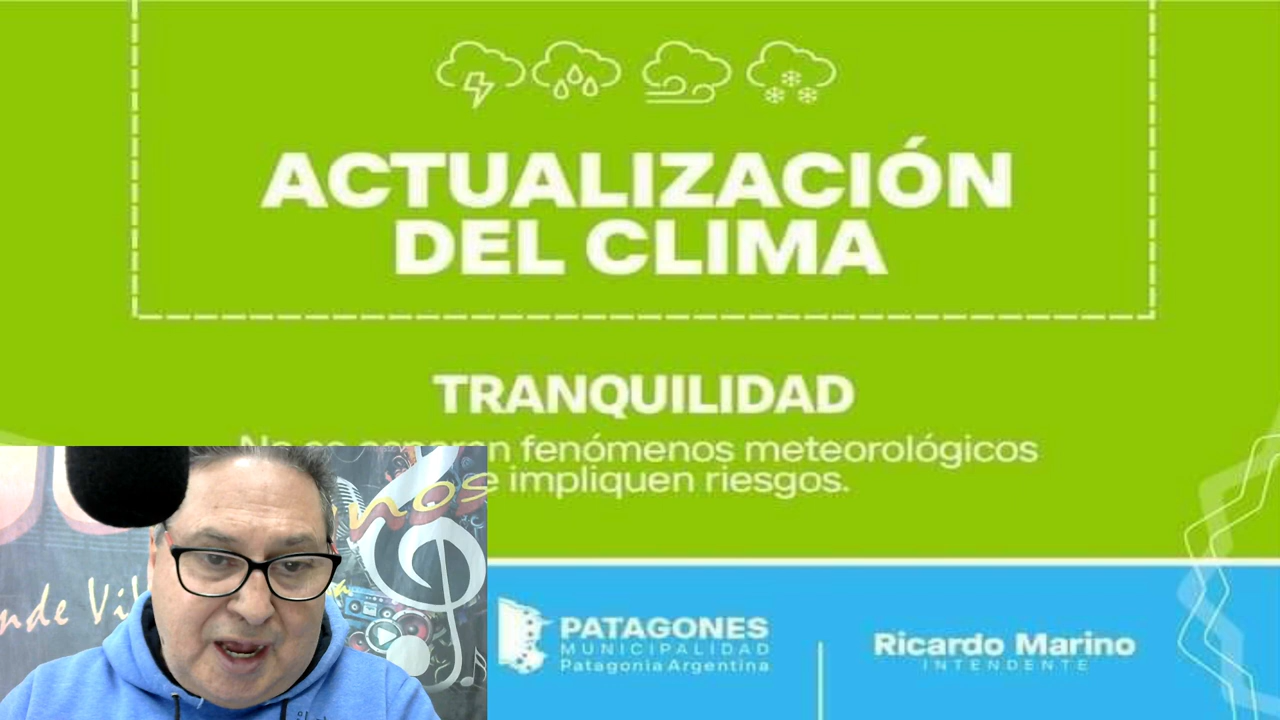 ACTUALIZACIÓN
DEL CLIMA
TRANQUILIDAD
fenómenos meteorológicos
impliquen riesgos.
PATAGONES
MUNICIPALIDAD
Patagonia Argentina
Ricardo Marino
INTENDENTE